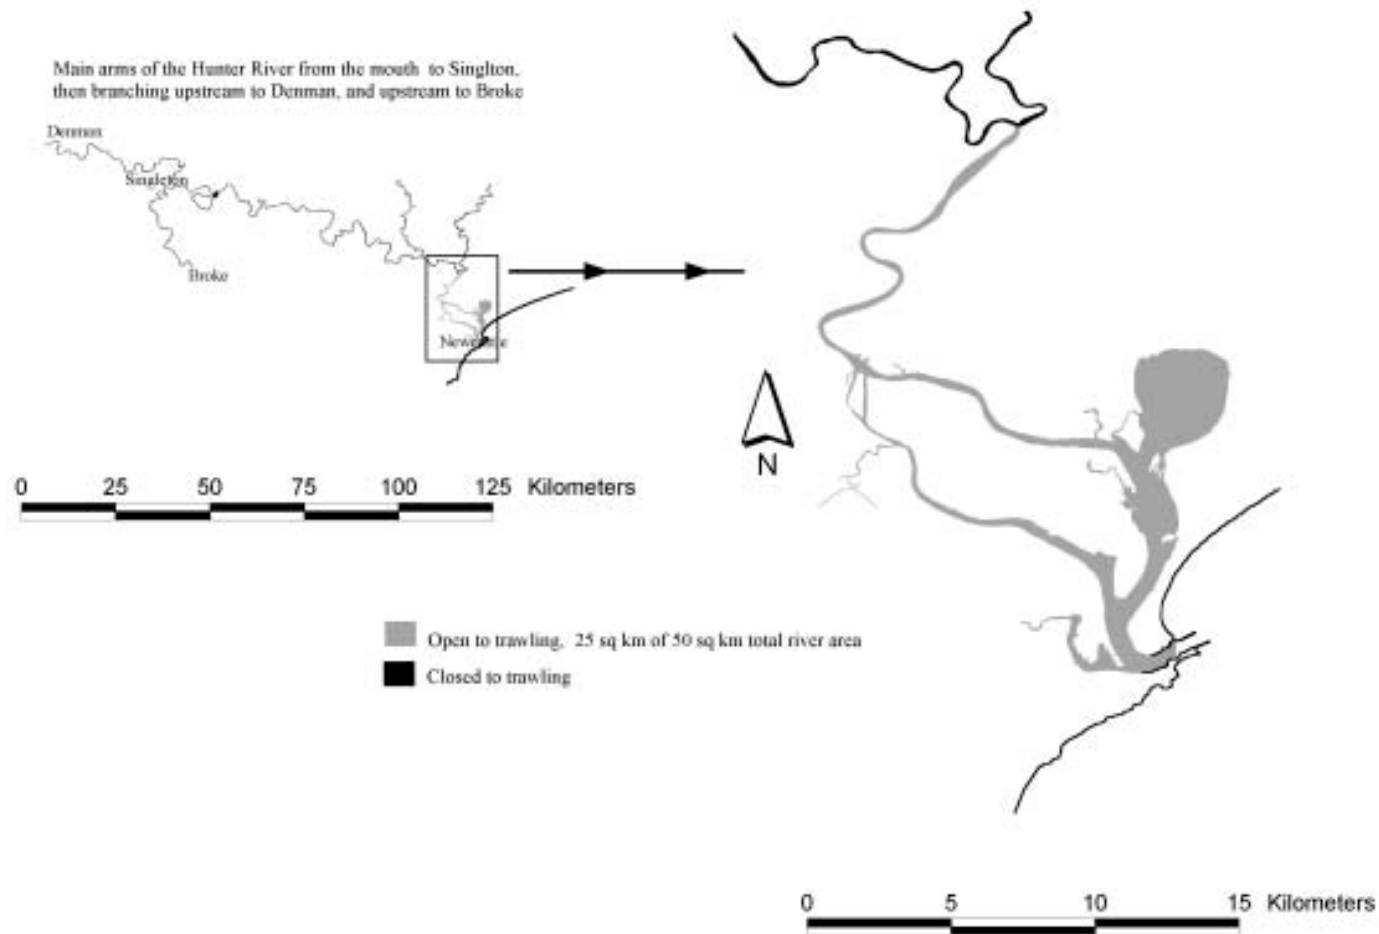 Main arms of the Hunter River from the mouth to Singlton,
then branching upstream to Denman, and upstream to Broke
Denman
Singleton
Broke
Newcastle
N
0 25 50 75 100 125 Kilometers
Open to trawling, 25 sq km of 50 sq km total river area
Closed to trawling
0 5 10 15 Kilometers